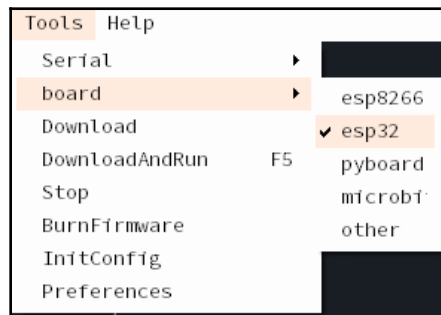 Tools Help
Serial
board
Download
DownloadAndRun F5
Stop
BurnFirmware
InitConfig
Preferences
esp8266
esp32
pyboard
other